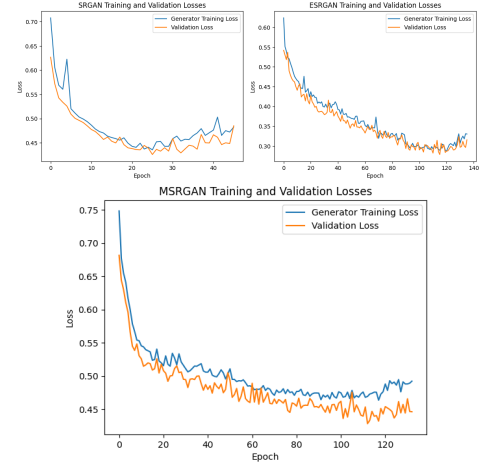 SRGAN Training and Validation Losses
Generator Training Loss
Validation Loss
0.70
0.65
0.60
0.55
0.50
0.45
Loss
0
10
20
30
40
Epoch
ESRGAN Training and Validation Losses
Generator Training Loss
Validation Loss
0.60
0.55
0.50
0.45
0.40
0.35
0.30
Loss
0
20
40
60
80
100
120
140
Epoch
MSRGAN Training and Validation Losses
Generator Training Loss
Validation Loss
0.75
0.70
0.65
0.60
0.55
0.50
0.45
Loss
0
20
40
60
80
100
120
Epoch